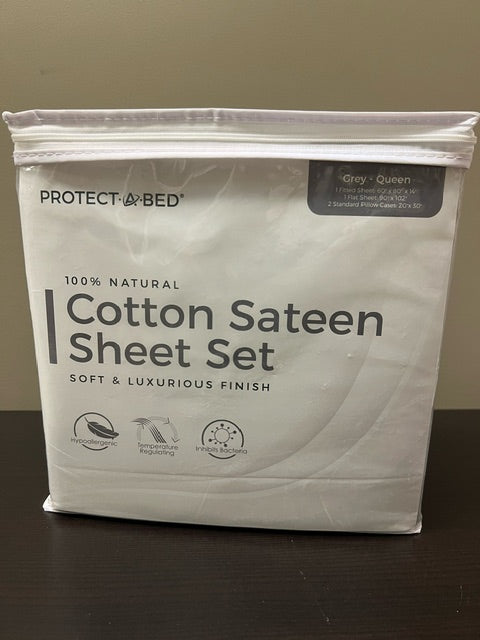 PROTECT·A·BED®
Grey - Queen
1 Fitted Sheet: 60" x 80" x 14"
1 Flat Sheet: 90" x 102"
2 Standard Pillow Cases: 20" x 30"
100% NATURAL
Cotton Sateen
Sheet Set
SOFT & LUXURIOUS FINISH
Hypoallergenic
Temperature
Regulating
Inhibits Bacteria